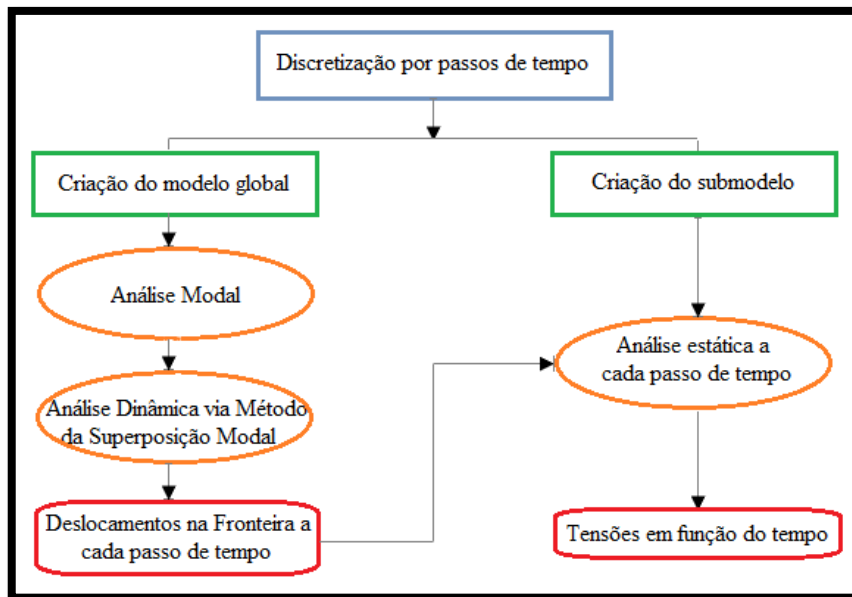 Discretização por passos de tempo
Criação do modelo global
Criação do submodelo
Análise Modal
Análise estática a
cada passo de tempo
Análise Dinâmica via Método
da Superposição Modal
Deslocamentos na Fronteira a
cada passo de tempo
Tensões em função do tempo